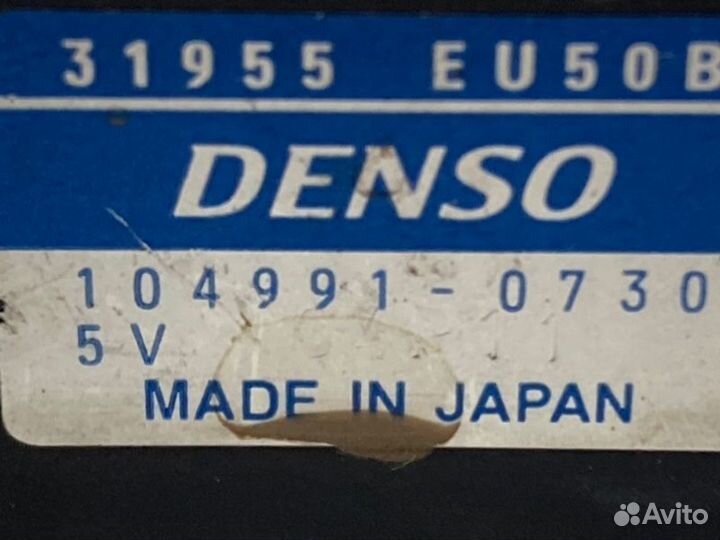 31955 EU50B
DENSO
104991-0730
5V
MADE IN JAPAN
Avito